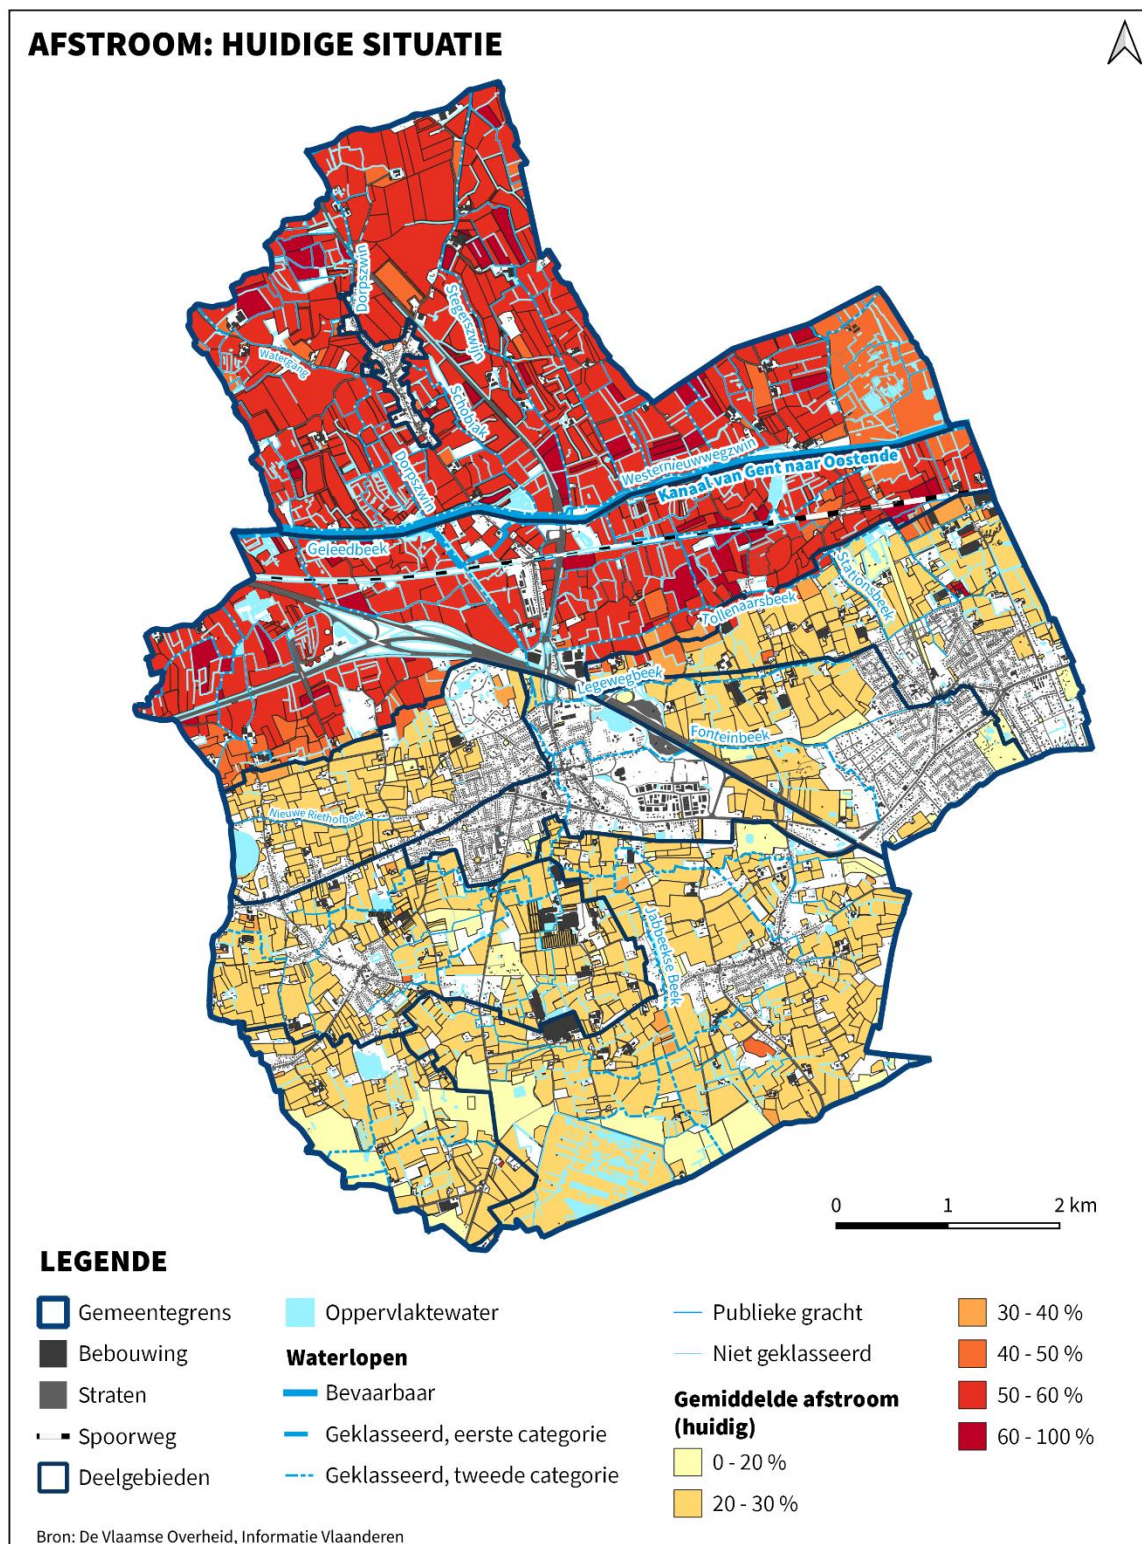 AFSTROOM: HUIDIGE SITUATIE
Dorpszwin
Stegerszwijn
Watergang
Schobiak
Dorpszwin
Westernieuwwegzwin
Kanaal van Gent naar Oostende
Geleedbeek
Stationsbeek
Tollenaarsbeek
Legewegbeek
Fonteinbeek
Nieuwe Riethofbeek
Jabbeekse Beek
0 1 2 km
LEGENDE
Gemeentegrens
Bebouwing
Straten
Spoorweg
Deelgebieden
Oppervlaktewater
Waterlopen
Bevaarbaar
Geklasseerd, eerste categorie
Geklasseerd, tweede categorie
Publieke gracht
Niet geklasseerd
Gemiddelde afstroom
(huidig)
0 - 20 %
20 - 30 %
30 - 40 %
40 - 50 %
50 - 60 %
60 - 100 %
Bron: De Vlaamse Overheid, Informatie Vlaanderen